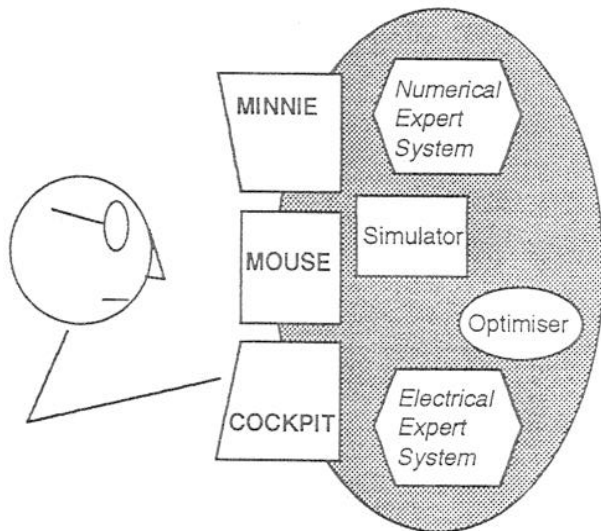 MINNIE
Numerical
Expert
System
MOUSE
Simulator
Optimiser
COCKPIT
Electrical
Expert
System